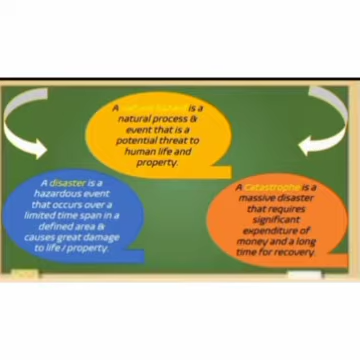 A natural hazard is a
natural process &
event that is a
potential threat to
human life and
property.
A disaster is a
hazardous event
that occurs over a
limited time span in a
defined area &
causes great damage
to life / property.
A Catastrophe is a
massive disaster
that requires
significant
expenditure of
money and a long
time for recovery.